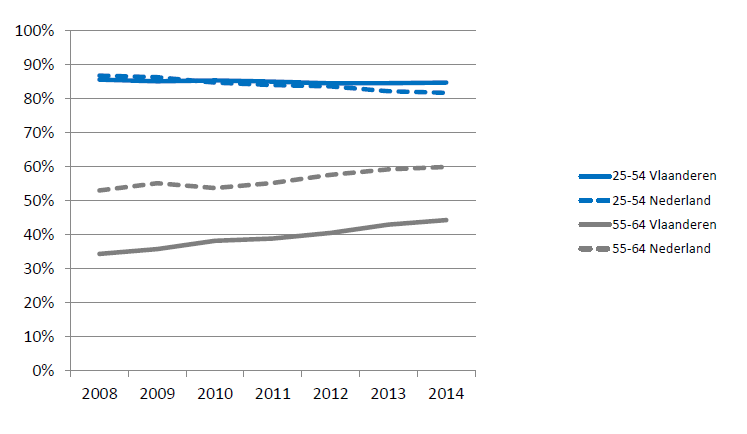 100%
90%
80%
70%
60%
50%
40%
30%
20%
10%
0%
2008 2009 2010 2011 2012 2013 2014
25-54 Vlaanderen
25-54 Nederland
55-64 Vlaanderen
55-64 Nederland